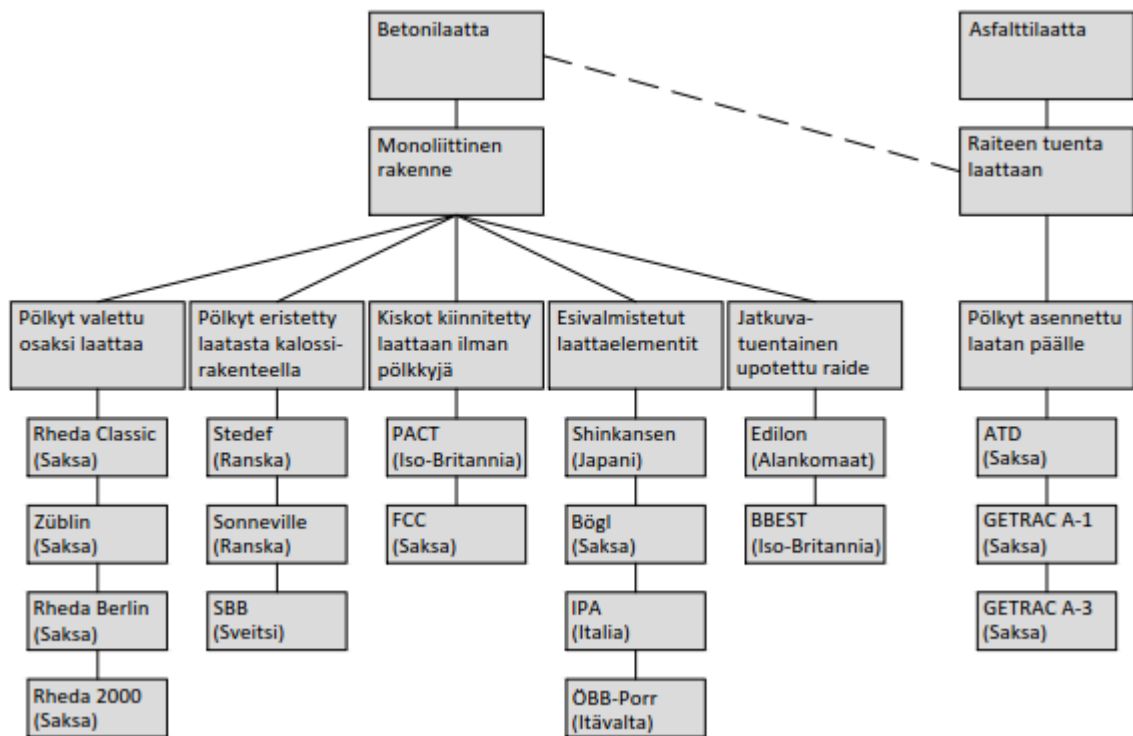 Betonilaatta
Asfalttilaatta
Monoliittinen
rakenne
Raiteen tuenta
laattaan
Pölkyt valettu
osaksi laattaa
Pölkyt eristetty
laatasta kalossi-
rakenteella
Kiskot kiinnitetty
laattaan ilman
pölkkyjä
Esivalmistetut
laattaelementit
Jatkuva-
tuentainen
upotettu raide
Pölkyt asennettu
laatan päälle
Rheda Classic
(Saksa)
Stedef
(Ranska)
PACT
(Iso-Britannia)
Shinkansen
(Japani)
Edilon
(Alankomaat)
ATD
(Saksa)
Züblin
(Saksa)
Sonneville
(Ranska)
FCC
(Saksa)
Bögl
(Saksa)
BBEST
(Iso-Britannia)
GETRAC A-1
(Saksa)
Rheda Berlin
(Saksa)
SBB
(Sveitsi)
IPA
(Italia)
GETRAC A-3
(Saksa)
Rheda 2000
(Saksa)
ÖBB-Porr
(Itävalta)